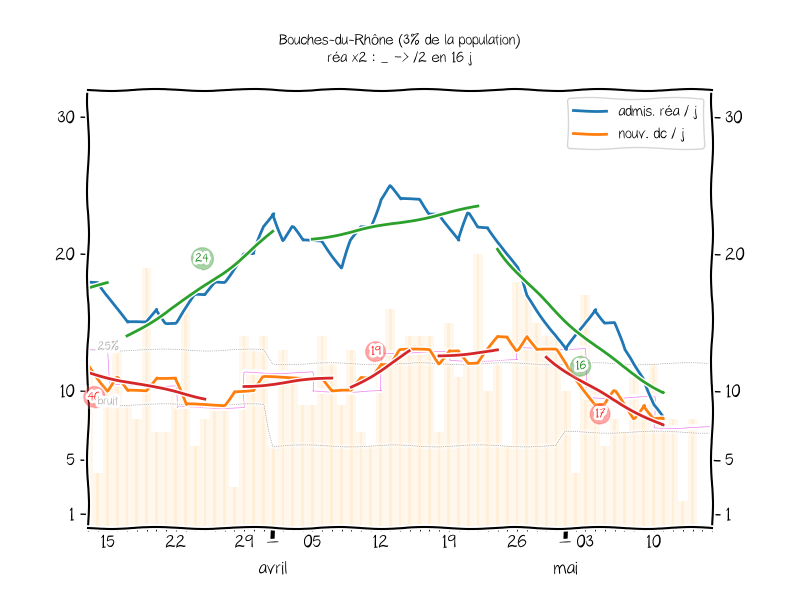 Bouches-du-Rhône (3% de la population)
réa x2 : _ -> /2 en 16 j
admis. réa / j
nouv. dc / j
30
30
20
20
10
10
5
5
1
1
24
25%
19
16
17
bruit
15 22 29 05 12 19 26 03 10
avril mai